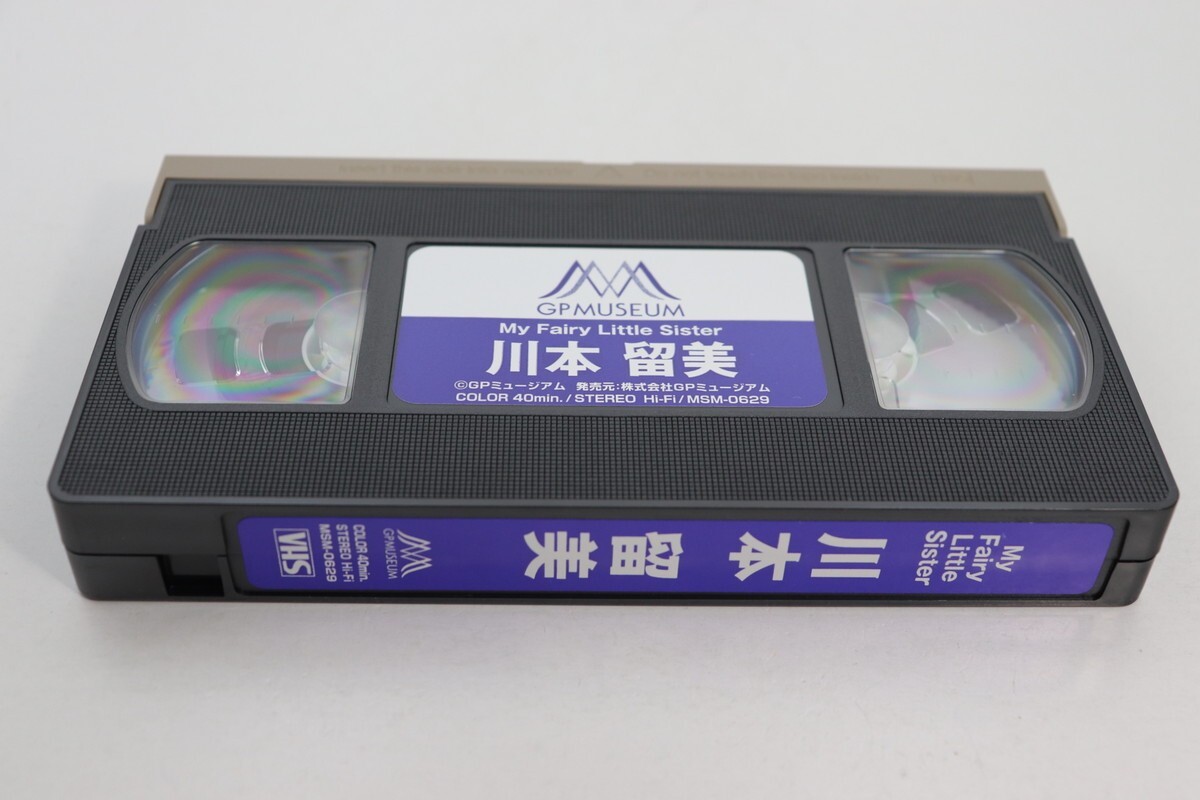 GPMUSEUM
My Fairy Little Sister
川本 留美
©GPミュージアム 発売元:株式会社GPミュージアム
COLOR 40min./STEREO Hi-Fi/MSM-0629
My
Fairy
Little
Sister
川本 留美
GPMUSEUM
COLOR 40min.
STEREO Hi-Fi
MSM-0629
VHS